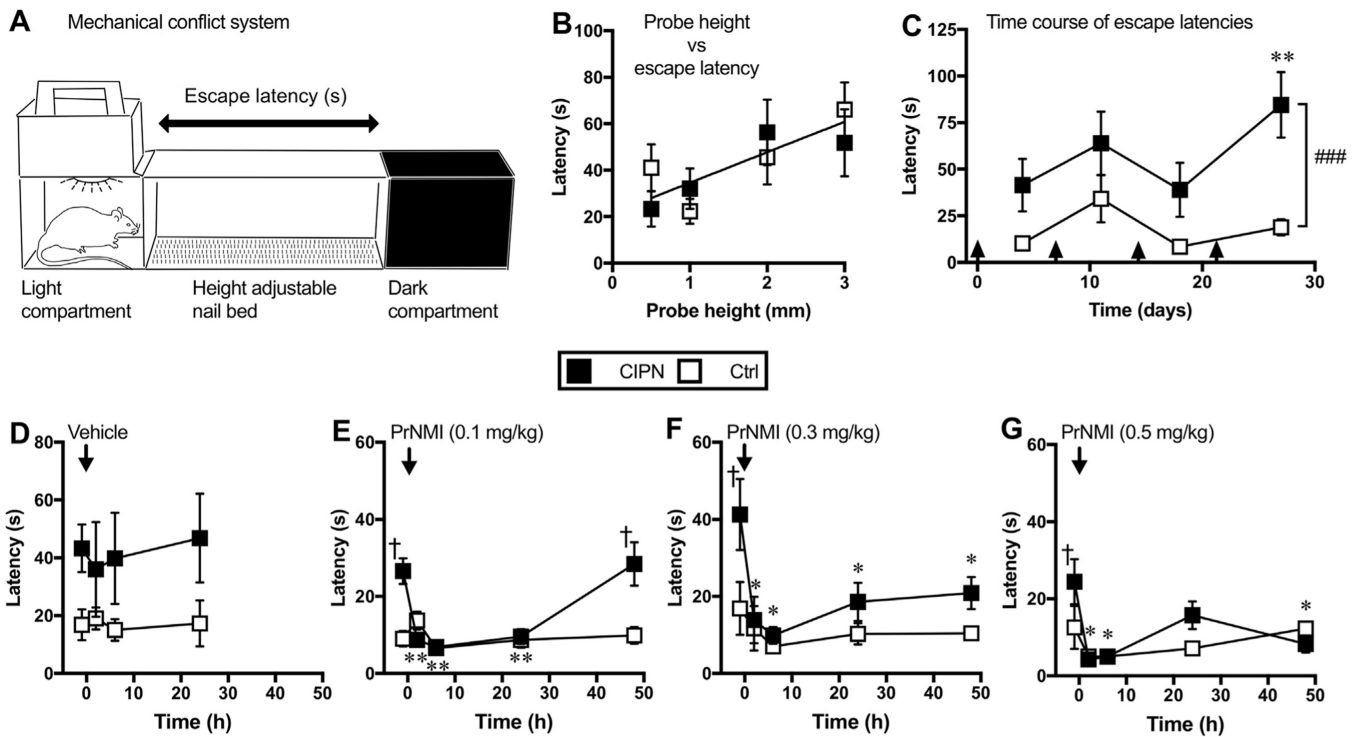 A
Mechanical conflict system
Escape latency (s)
Light
compartment
Height adjustable
nail bed
Dark
compartment
B
Probe height
vs
escape latency
Latency (s)
100
80
60
40
20
0
0
1
2
3
Probe height (mm)
C
Time course of escape latencies
Latency (s)
125
100
75
50
25
0
**
###
0
10
20
30
Time (days)
CIPN
Ctrl
D
Vehicle
Latency (s)
80
60
40
20
0
0
10
20
30
40
50
Time (h)
E
PrNMI (0.1 mg/kg)
Latency (s)
60
40
20
0
†
†
**
**
**
0
10
20
30
40
50
Time (h)
F
PrNMI (0.3 mg/kg)
Latency (s)
60
40
20
0
†
*
*
*
*
0
10
20
30
40
50
Time (h)
G
PrNMI (0.5 mg/kg)
Latency (s)
60
40
20
0
†
*
*
*
0
10
20
30
40
50
Time (h)